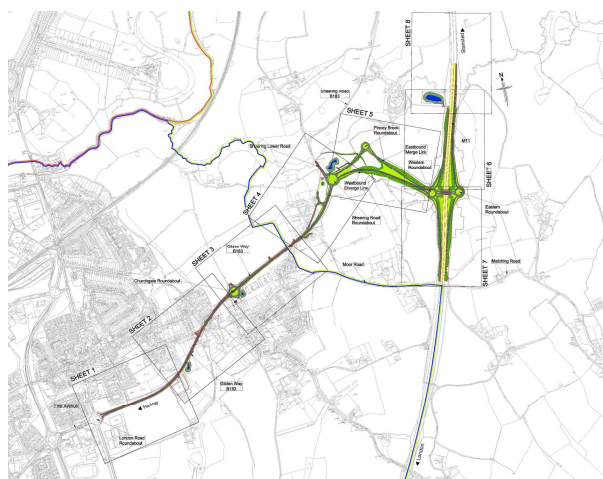 SHEET 8
Stansted
N
Sheering Road
B183
SHEET 5
Pincey Brook
Roundabout
M11
Sheering Lower Road
Eastbound
Merge Link
Western
Roundabout
SHEET 6
SHEET 4
Westbound
Diverge Link
Eastern
Roundabout
Sheering Road
Roundabout
Gilden Way
B183
SHEET 3
Moor Road
Matching Road
SHEET 7
Churchgate Roundabout
SHEET 2
SHEET 1
Gilden Way
B183
Harlow
London Road
Roundabout
London